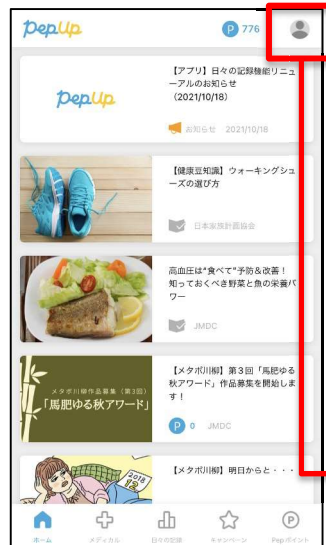 PepUp
P 776
【アプリ】日々の記録機能リニュ
ーアルのお知らせ
(2021/10/18)
PepUp
お知らせ 2021/10/18
【健康豆知識】ウォーキングシュ
ーズの選び方
日本家族計画協会
高血圧は“食べて”予防&改善！
知っておくべき野菜と魚の栄養パ
ワー
JMDC
【メタボ川柳】第3回「馬肥ゆる
秋アワード」作品募集を開始しま
す！
メタボ川柳作品募集（第3回）
「馬肥ゆる秋アワード」
P 0 JMDC
【メタボ川柳】明日からと・・・
2018
12
ホーム
メディカル
日々の記録
キャンペーン
P
Pepポイント